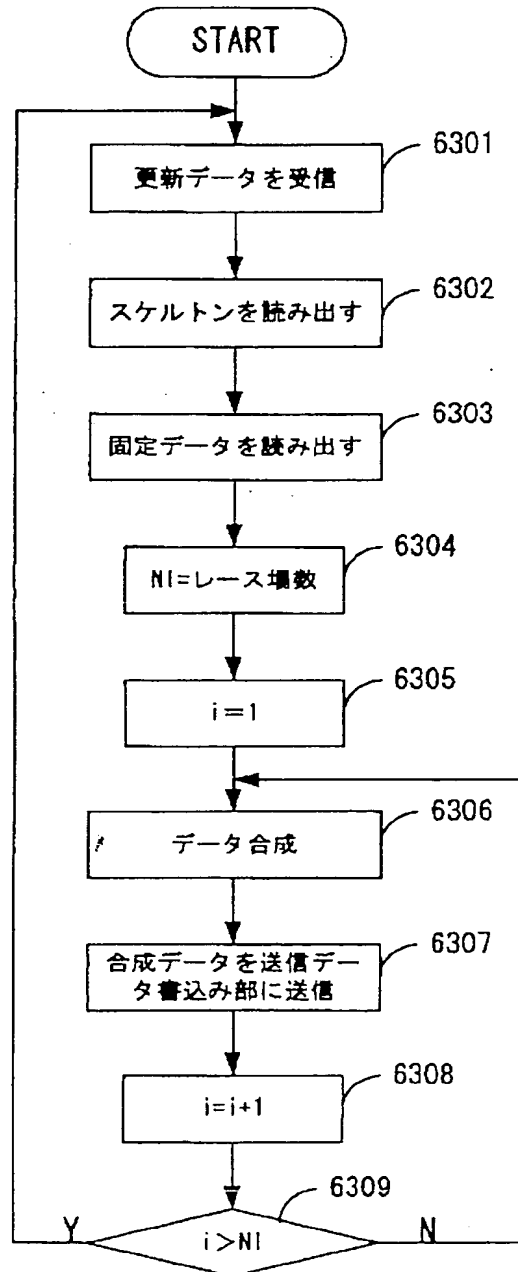 START
6301
更新データを受信
6302
スケルトンを読み出す
6303
固定データを読み出す
6304
NI=レース場数
6305
i=1
6306
データ合成
6307
合成データを送信デー
タ書込み部に送信
6308
i=i+1
6309
Y
i>NI
N